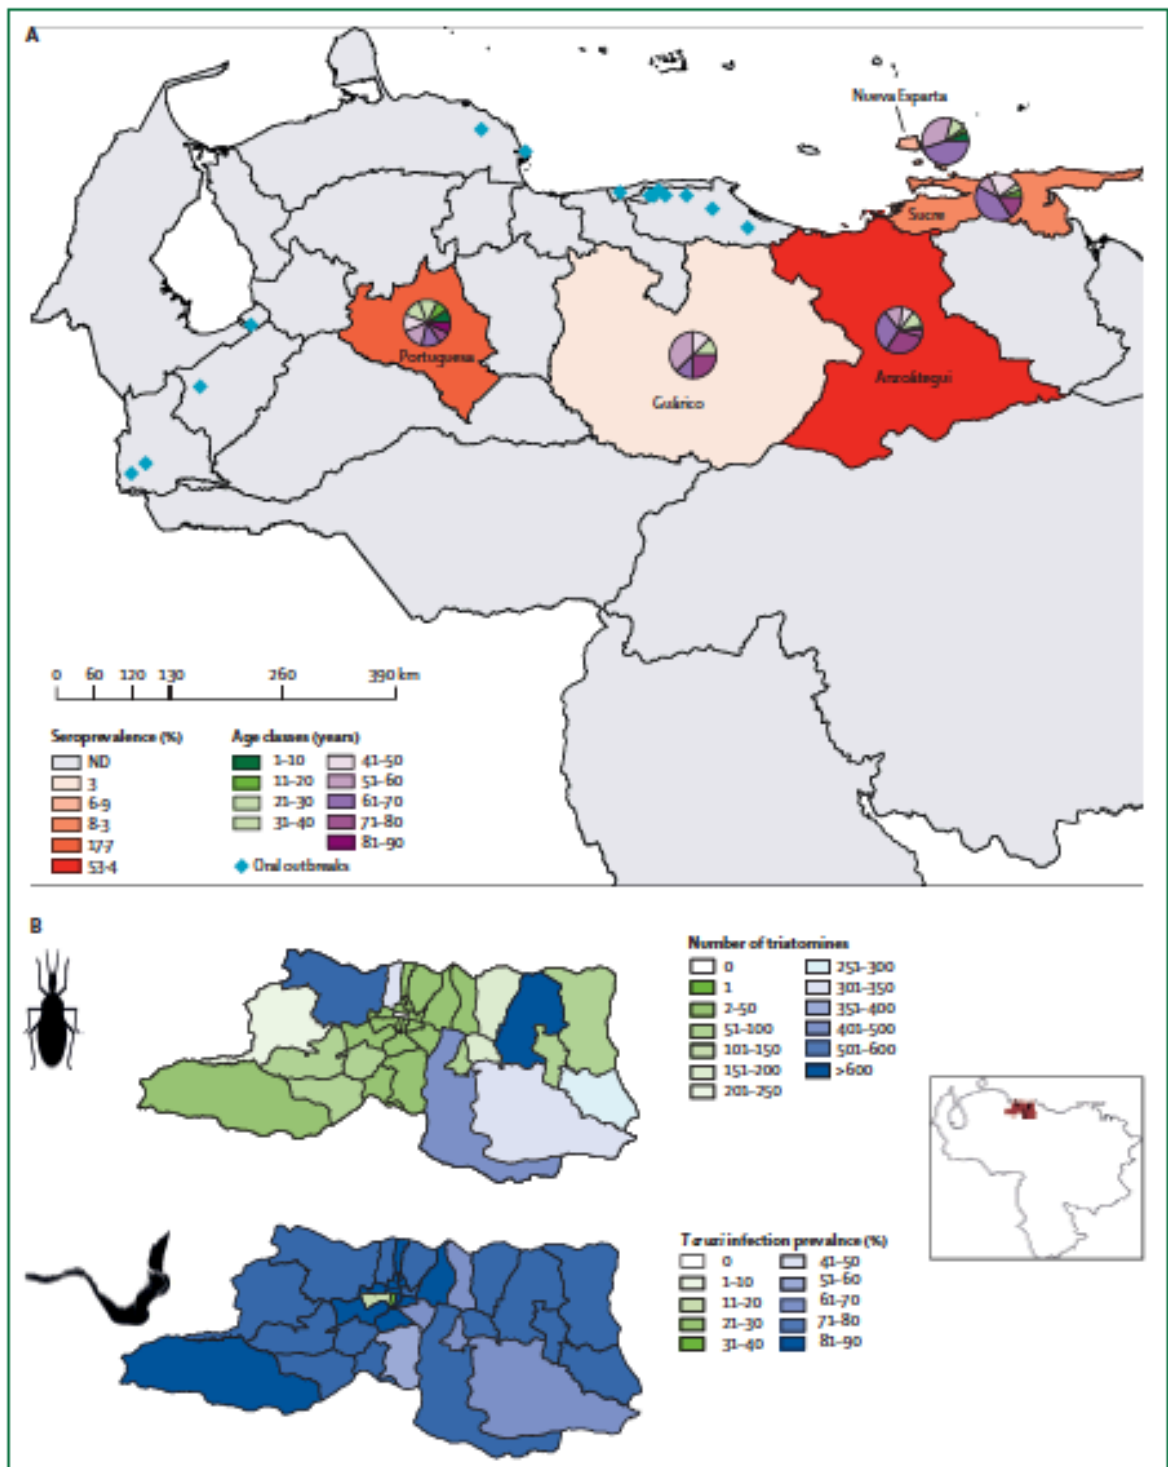 A
Nueva Esparta
Sucre
Portuguesa
Guárico
Anzoátegui
0 60 120 130 260 390 km
Seroprevalence (%)
ND
3
6·9
8·3
17·7
53·4
Age classes (years)
1–10
11–20
21–30
31–40
41–50
51–60
61–70
71–80
81–90
Oral outbreaks
B
Number of triatomines
0
1
2–50
51–100
101–150
151–200
201–250
251–300
301–350
351–400
401–500
501–600
>600
T cruzi infection prevalnce (%)
0
1–10
11–20
21–30
31–40
41–50
51–60
61–70
71–80
81–90